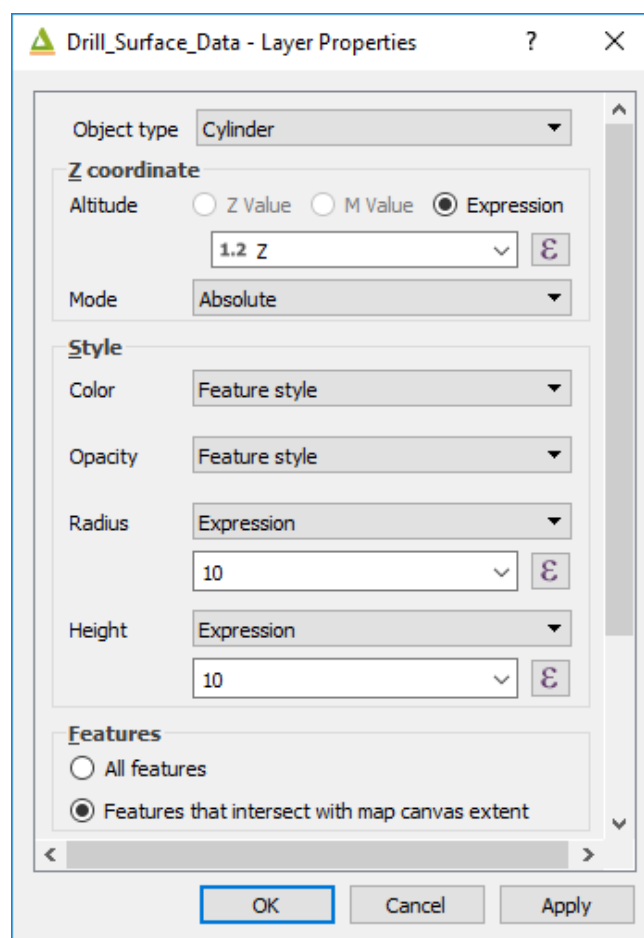 Drill_Surface_Data - Layer Properties ?
Object type Cylinder
Z coordinate
Altitude Z Value M Value Expression
1.2 Z ε
Mode Absolute
Style
Color Feature style
Opacity Feature style
Radius Expression
10 ε
Height Expression
10 ε
Features
All features
Features that intersect with map canvas extent
OK Cancel Apply